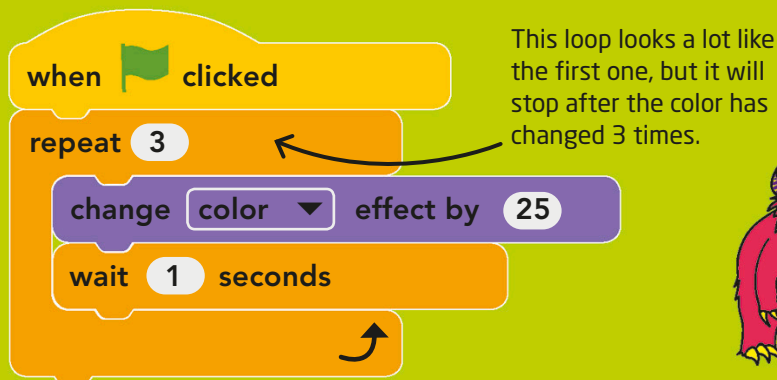 when clicked
This loop looks a lot like
the first one, but it will
stop after the color has
changed 3 times.
repeat 3
change color effect by 25
wait 1 seconds